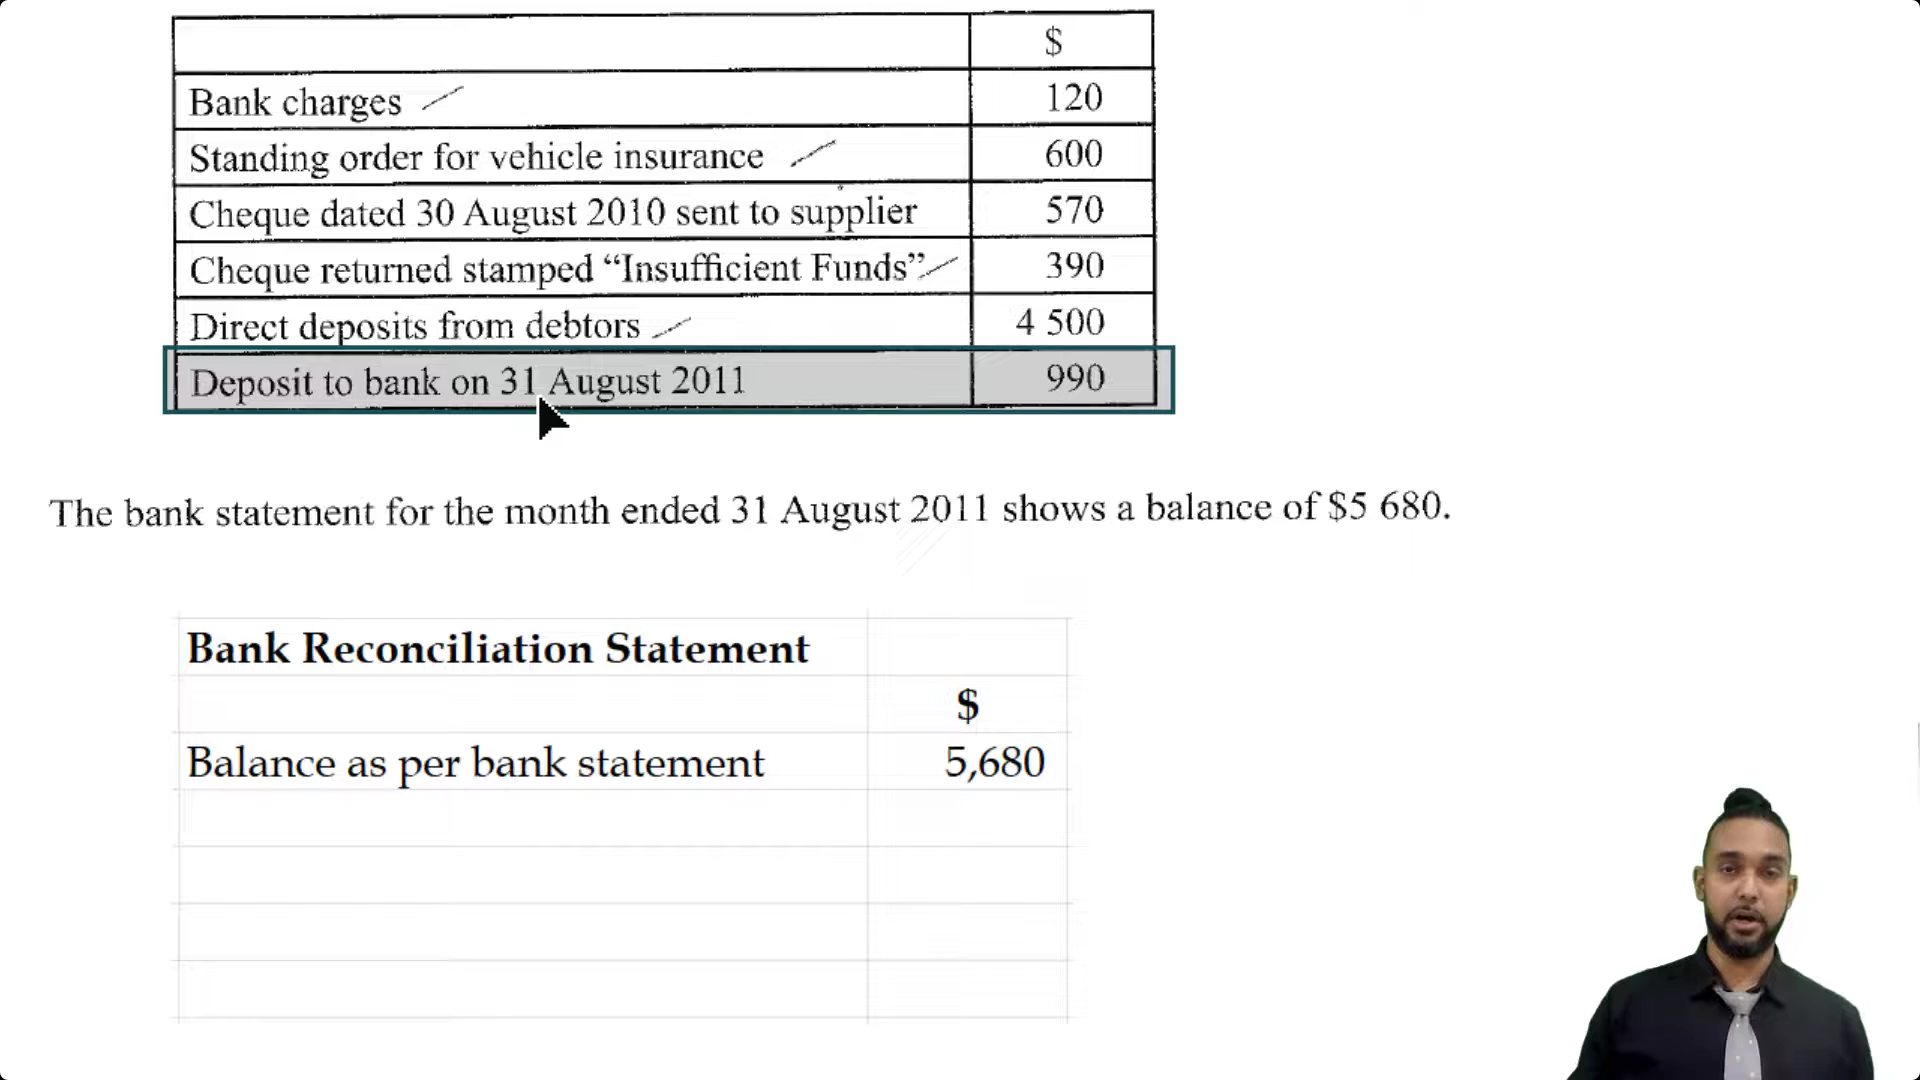 $
Bank charges 120
Standing order for vehicle insurance 600
Cheque dated 30 August 2010 sent to supplier 570
Cheque returned stamped “Insufficient Funds” 390
Direct deposits from debtors 4 500
Deposit to bank on 31 August 2011 990
The bank statement for the month ended 31 August 2011 shows a balance of $5 680.
Bank Reconciliation Statement
$
Balance as per bank statement 5,680